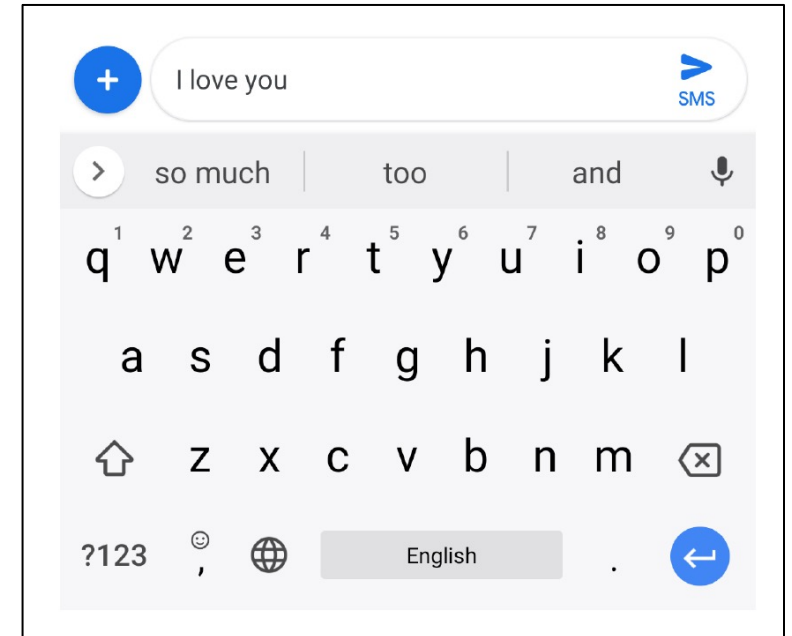 + I love you
SMS
so much too and
1 2 3 4 5 6 7 8 9 0
q w e r t y u i o p
a s d f g h j k l
z x c v b n m
?123 , English .